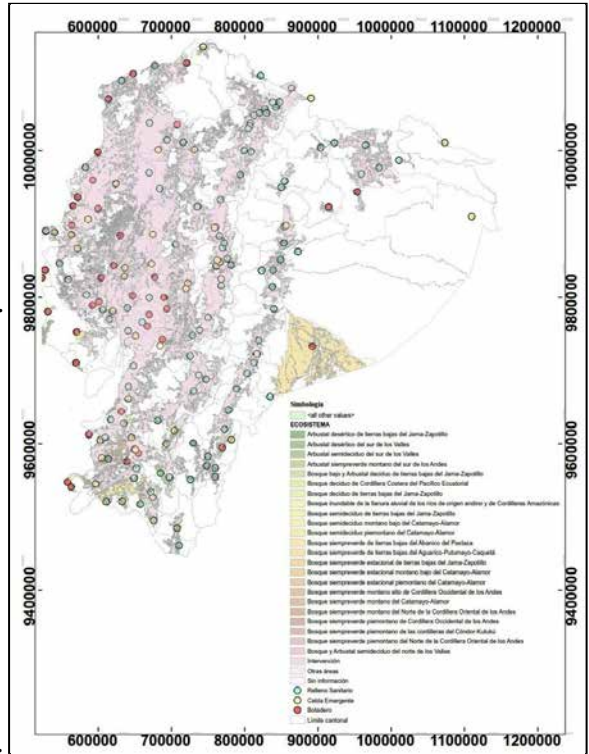 600000 700000 800000 900000 1000000 1100000 1200000
10000000
9800000
9600000
9400000
10000000
9800000
9600000
9400000
Simbología
<all other values>
ECOSISTEMA
Arbustal desértico de tierras bajas del Jama-Zapotillo
Arbustal desértico del sur de los Valles
Arbustal semideciduo del sur de los Valles
Arbustal siempreverde montano del sur de los Andes
Bosque bajo y Arbustal deciduo de tierras bajas del Jama-Zapotillo
Bosque deciduo de Cordillera Costera del Pacífico Ecuatorial
Bosque deciduo de tierras bajas del Jama-Zapotillo
Bosque inundable de la llanura aluvial de los ríos de origen andino y de Cordilleras Amazónicas
Bosque semideciduo de tierras bajas del Jama-Zapotillo
Bosque semideciduo montano bajo del Catamayo-Alamor
Bosque semideciduo piemontano del Catamayo-Alamor
Bosque siempreverde de tierras bajas del Abanico del Pastaza
Bosque siempreverde de tierras bajas del Aguarico-Putumayo-Caquetá
Bosque siempreverde estacional de tierras bajas del Jama-Zapotillo
Bosque siempreverde estacional montano bajo del Catamayo-Alamor
Bosque siempreverde estacional piemontano del Catamayo-Alamor
Bosque siempreverde montano alto de Cordillera Occidental de los Andes
Bosque siempreverde montano del Catamayo-Alamor
Bosque siempreverde montano del Norte de la Cordillera Oriental de los Andes
Bosque siempreverde piemontano de Cordillera Occidental de los Andes
Bosque siempreverde piemontano de las cordilleras del Cóndor-Kutukú
Bosque siempreverde piemontano del Norte de la Cordillera Oriental de los Andes
Bosque y Arbustal semideciduo del norte de los Valles
Intervención
Otras áreas
Sin información
Relleno Sanitario
Celda Emergente
Botadero
Límite cantonal
600000 700000 800000 900000 1000000 1100000 1200000